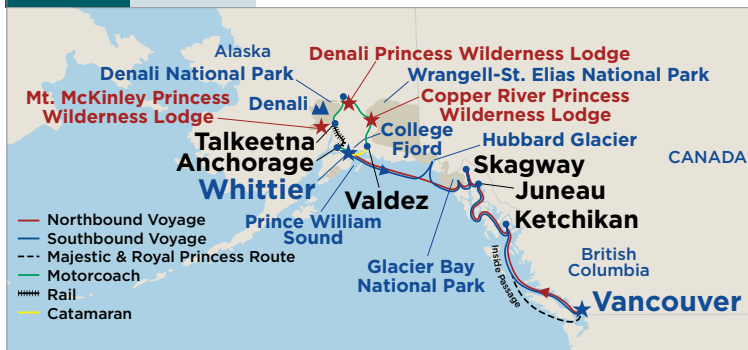 Alaska
Denali Princess Wilderness Lodge
Denali National Park
Wrangell-St. Elias National Park
Mt. McKinley Princess
Wilderness Lodge
Denali
Copper River Princess
Wilderness Lodge
Talkeetna
Anchorage
College
Fjord
Hubbard Glacier
CANADA
Whittier
Valdez
Skagway
Juneau
Ketchikan
Prince William
Sound
Glacier Bay
National Park
Inside Passage
British
Columbia
Vancouver
Northbound Voyage
Southbound Voyage
Majestic & Royal Princess Route
Motorcoach
Rail
Catamaran